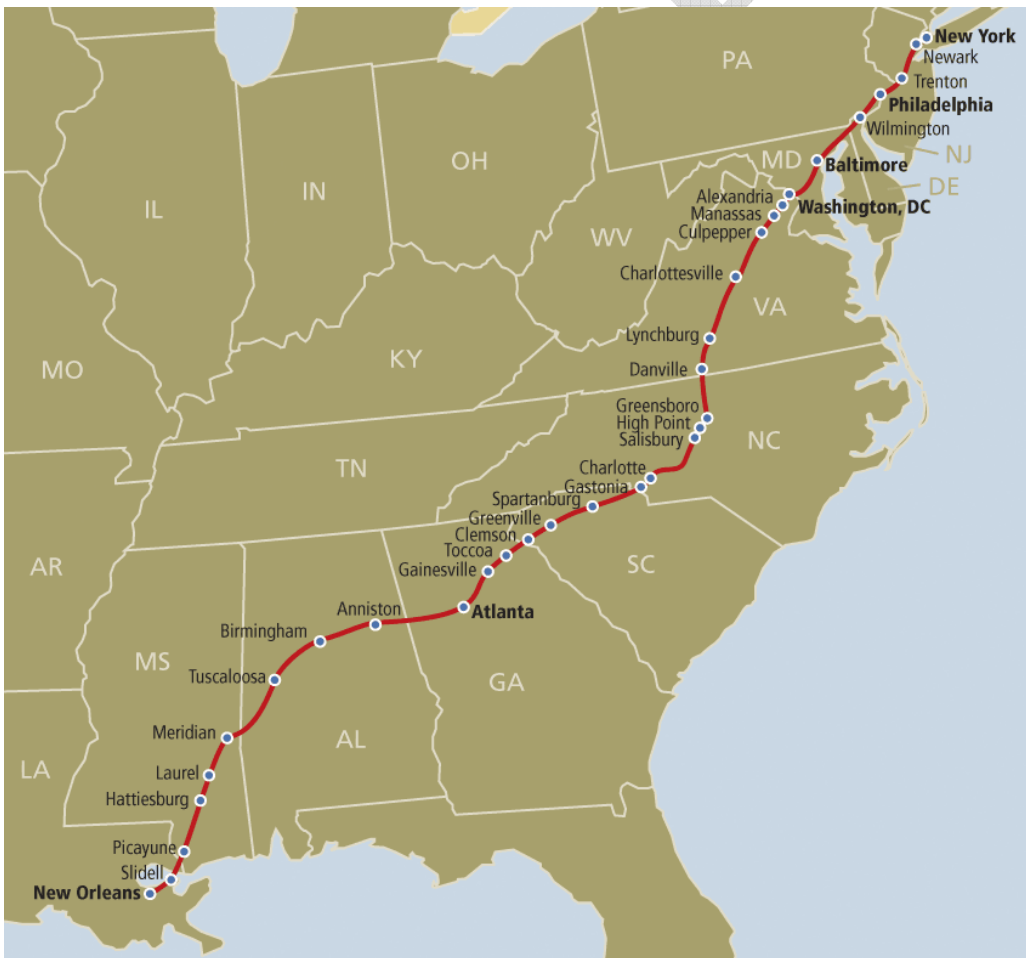 New York
PA
Newark
Trenton
Philadelphia
Wilmington
NJ
OH
MD
Baltimore
DE
IN
Alexandria
Washington, DC
IL
Manassas
WV
Culpepper
Charlottesville
VA
Lynchburg
KY
MO
Danville
Greensboro
High Point
NC
Salisbury
TN
Charlotte
Gastonia
Spartanburg
Greenville
Clemson
Toccoa
AR
SC
Gainesville
Anniston
Atlanta
Birmingham
MS
Tuscaloosa
GA
Meridian
AL
LA
Laurel
Hattiesburg
Picayune
Slidell
New Orleans